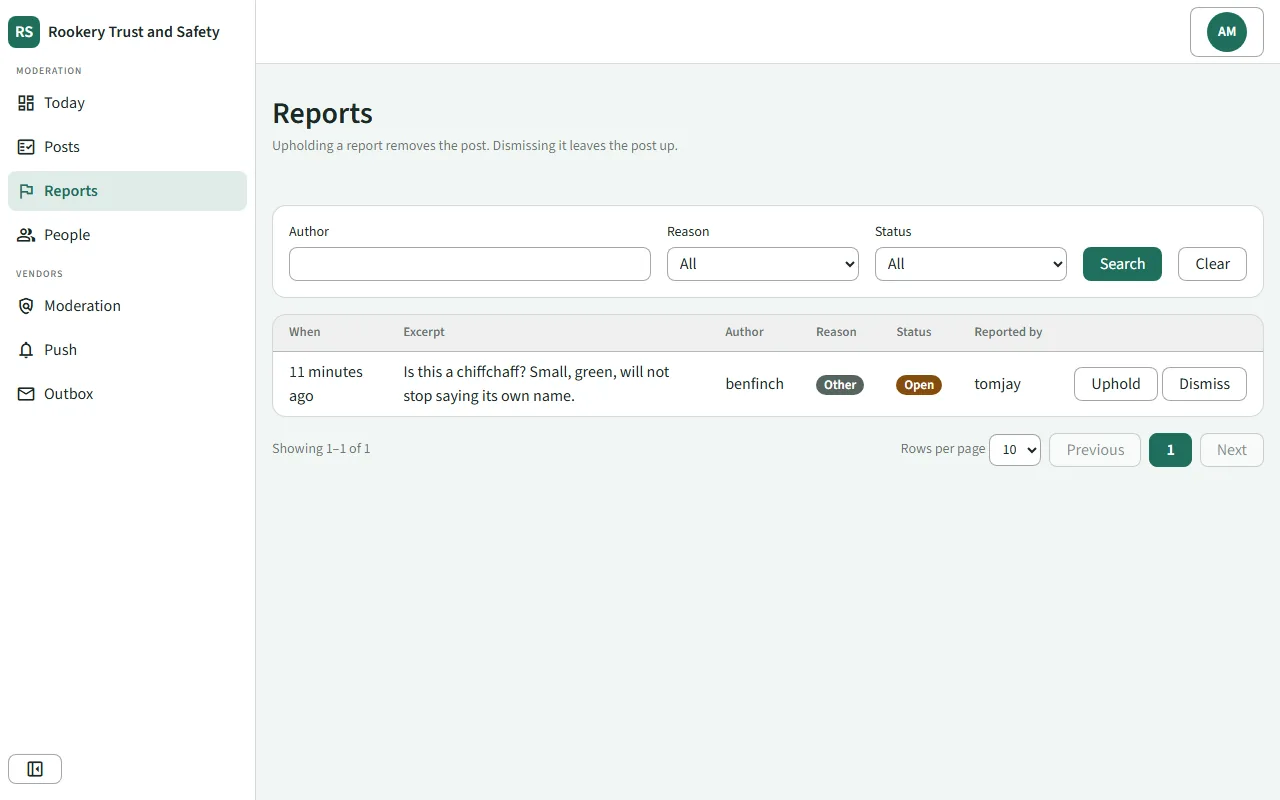 RS Rookery Trust and Safety
AM
MODERATION
Today
Posts
Reports
People
VENDORS
Moderation
Push
Outbox
Reports
Upholding a report removes the post. Dismissing it leaves the post up.
Author Reason Status
All All Search Clear
When Excerpt Author Reason Status Reported by
11 minutes ago
Is this a chiffchaff? Small, green, will not
stop saying its own name.
benfinch Other Open tomjay Uphold Dismiss
Showing 1–1 of 1 Rows per page 10 Previous 1 Next